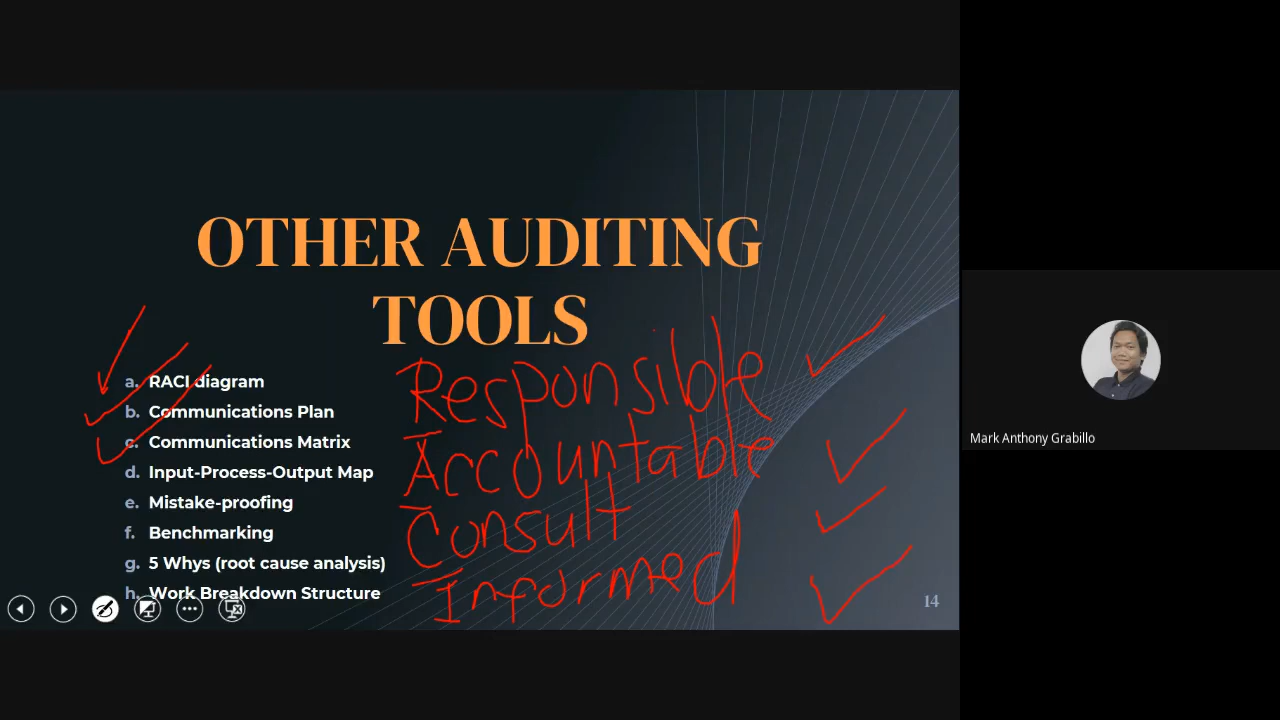 OTHER AUDITING
TOOLS
a. RACI diagram
b. Communications Plan
c. Communications Matrix
d. Input-Process-Output Map
e. Mistake-proofing
f. Benchmarking
g. 5 Whys (root cause analysis)
h. Work Breakdown Structure
Responsible
Accountable
Consult
Informed
14
Mark Anthony Grabillo